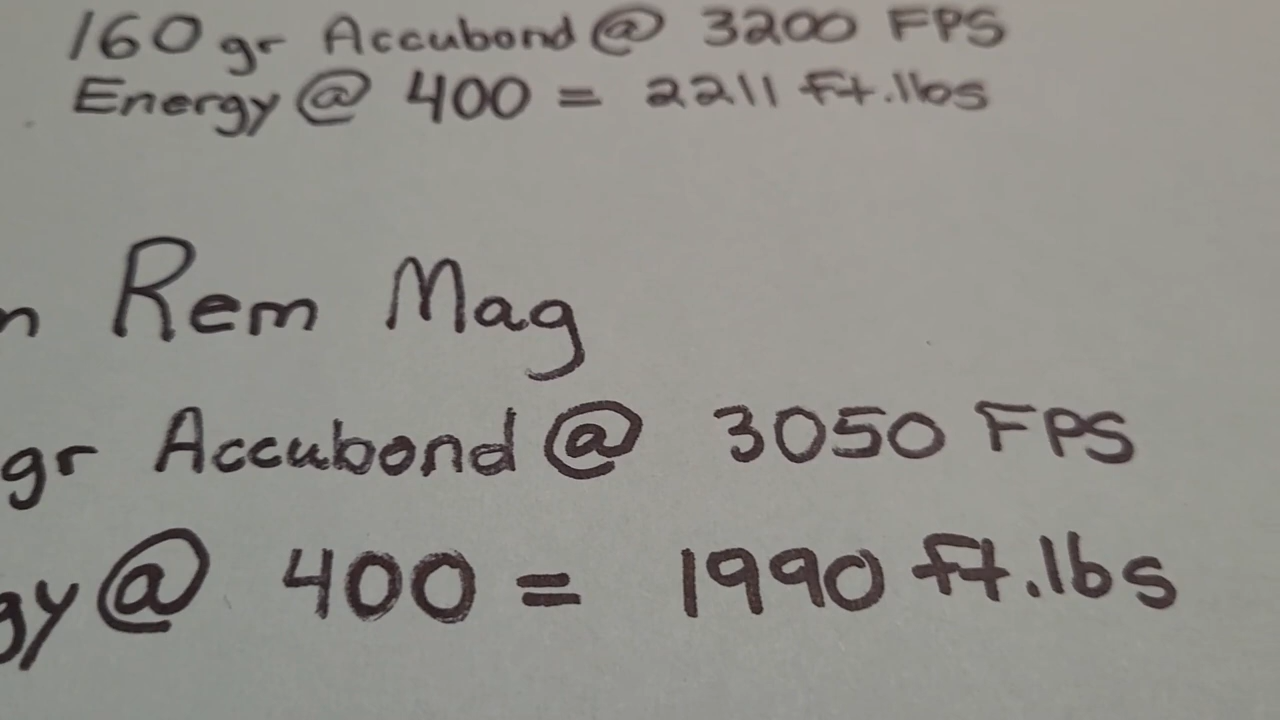 160 gr Accubond @ 3200 FPS
Energy @ 400 = 2211 ft.lbs
Rem Mag
gr Accubond @ 3050 FPS
gy @ 400 = 1990 ft.lbs